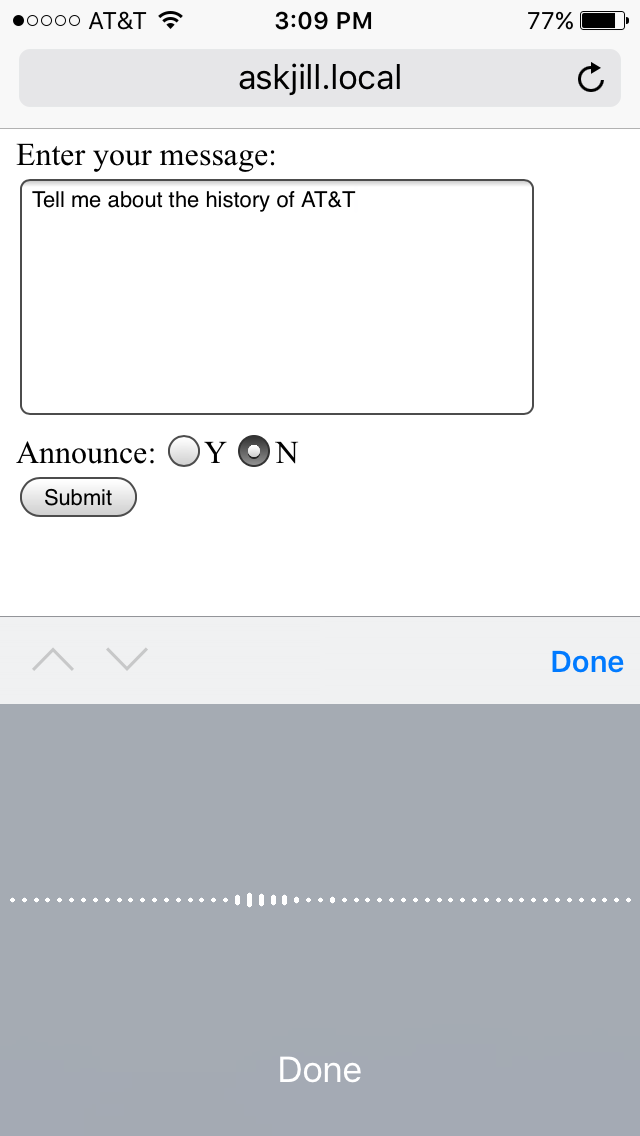 AT&T 3:09 PM 77%
askjill.local
Enter your message:
Tell me about the history of AT&T
Announce: Y N
Submit
Done
Done